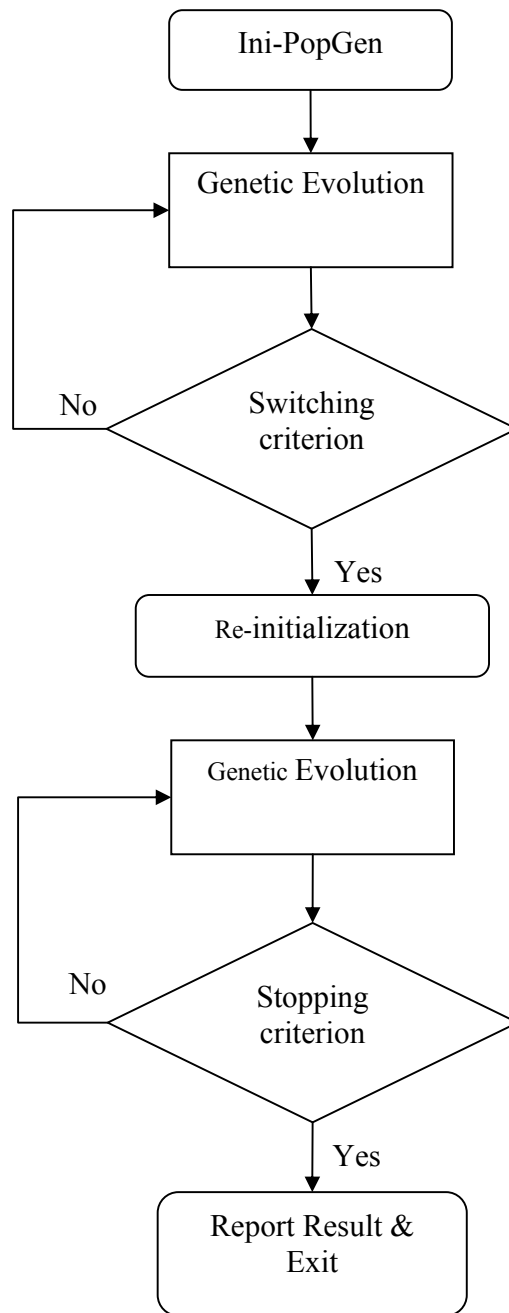 Ini-PopGen
Genetic Evolution
Switching
criterion
No
Yes
Re-initialization
Genetic Evolution
Stopping
criterion
No
Yes
Report Result &
Exit